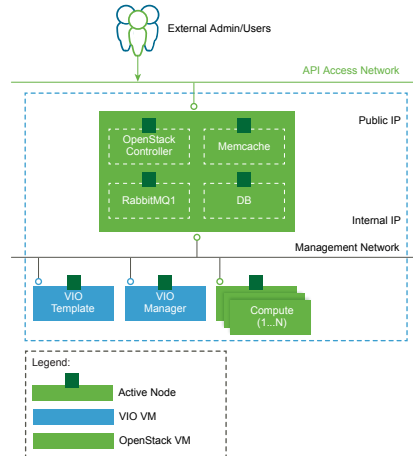 External Admin/Users
API Access Network
Public IP
OpenStack
Controller
Memcache
RabbitMQ1
DB
Internal IP
Management Network
VIO
Template
VIO
Manager
Compute
(1...N)
Legend:
Active Node
VIO VM
OpenStack VM